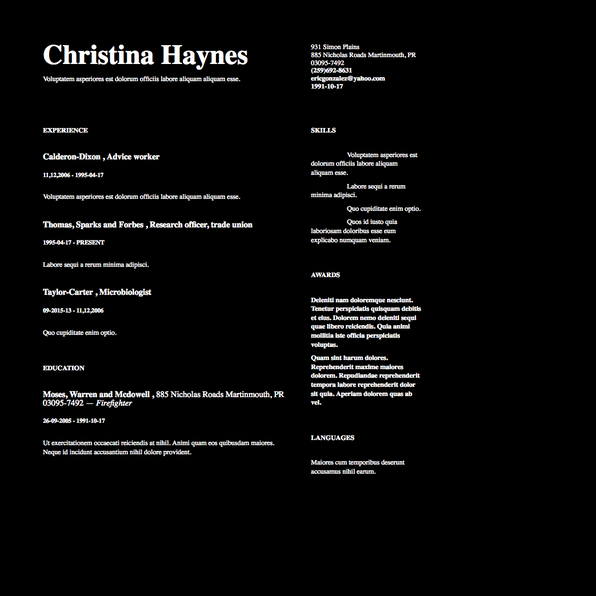 Christina Haynes
Voluptatem asperiores est dolorum officiis labore aliquam aliquam esse.
931 Simon Plains
885 Nicholas Roads Martinmouth, PR
03095-7492
(259)692-8631
ericgonzalez@yahoo.com
1991-10-17
EXPERIENCE
Calderon-Dixon , Advice worker
11,12,2006 - 1995-04-17
Voluptatem asperiores est dolorum officiis labore aliquam aliquam esse.
Thomas, Sparks and Forbes , Research officer, trade union
1995-04-17 - PRESENT
Labore sequi a rerum minima adipisci.
Taylor-Carter , Microbiologist
09-2015-13 - 11,12,2006
Quo cupiditate enim optio.
EDUCATION
Moses, Warren and Mcdowell , 885 Nicholas Roads Martinmouth, PR
03095-7492 — Firefighter
26-09-2005 - 1991-10-17
Ut exercitationem occaecati reiciendis at nihil. Animi quam eos quibusdam maiores.
Neque id incidunt accusantium nihil dolore provident.
SKILLS
Voluptatem asperiores est
dolorum officiis labore aliquam
aliquam esse.
Labore sequi a rerum
minima adipisci.
Quo cupiditate enim optio.
Quos id iusto quia
laboriosam doloribus esse eum
explicabo numquam veniam.
AWARDS
Deleniti nam doloremque nesciunt.
Tenetur perspiciatis quisquam debitis
et eius. Dolorem nemo deleniti sequi
quae libero reiciendis. Quia animi
mollitia iste officia perspiciatis
voluptas.
Quam sint harum dolores.
Reprehenderit maxime maiores
dolorem. Repudiandae reprehenderit
tempora labore reprehenderit dolor
sit quia. Aperiam dolorum quas ab
vel.
LANGUAGES
Maiores cum temporibus deserunt
accusamus nihil earum.